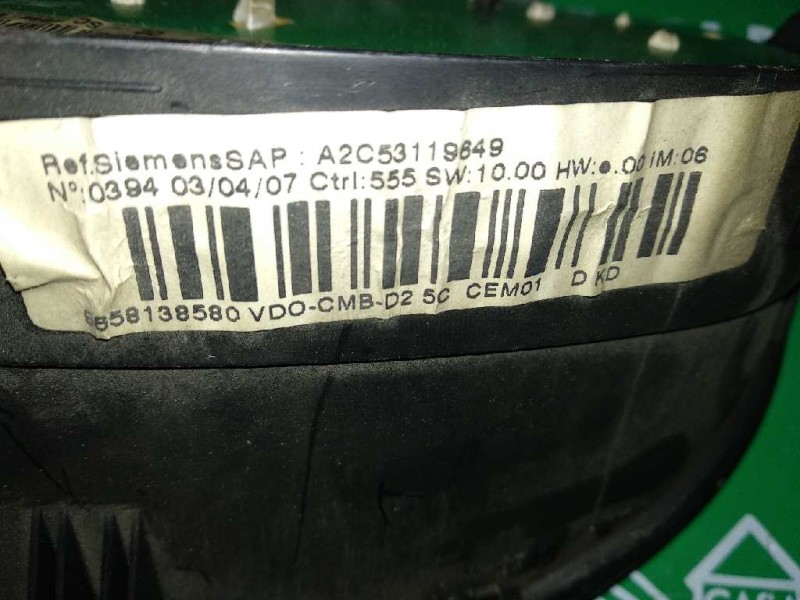 Ref.SiemensSAP : A2C53119649
Nº:0394 03/04/07 Ctrl:555 SW:10.00 HW:e.00 IM:06
9658138580 VDO-CMB-D2 5C CEM01 D KD